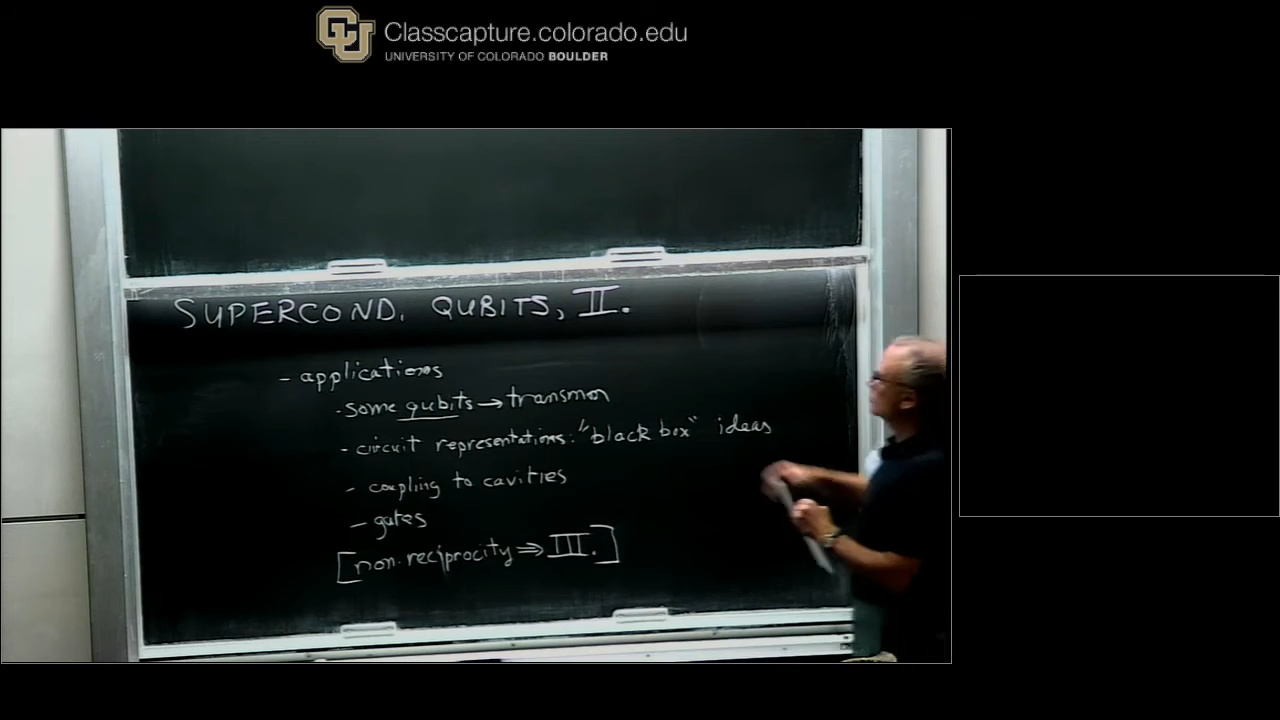 CU Classcapture.colorado.edu
UNIVERSITY OF COLORADO BOULDER
SUPERCOND. QUBITS, II.
- applications
- some qubits → transmon
- circuit representations: "black box" ideas
- coupling to cavities
- gates
[non-reciprocity ⇒ III.]